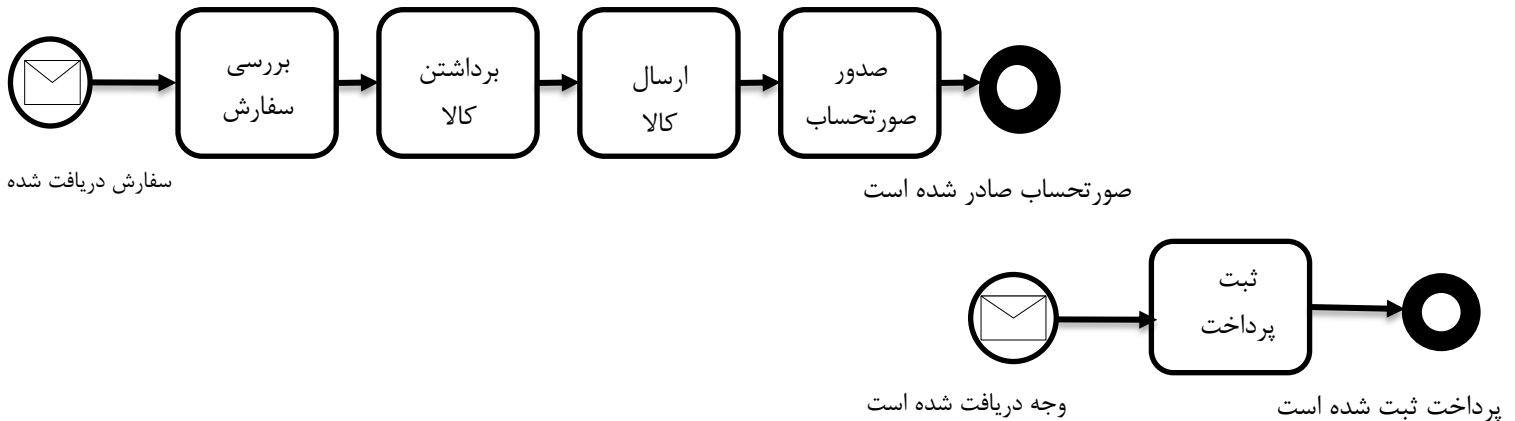 بررسی
سفارش
برداشتن
کالا
ارسال
کالا
صدور
صورتحساب
سفارش دریافت شده
صورتحساب صادر شده است
ثبت
پرداخت
وجه دریافت شده است
پرداخت ثبت شده است